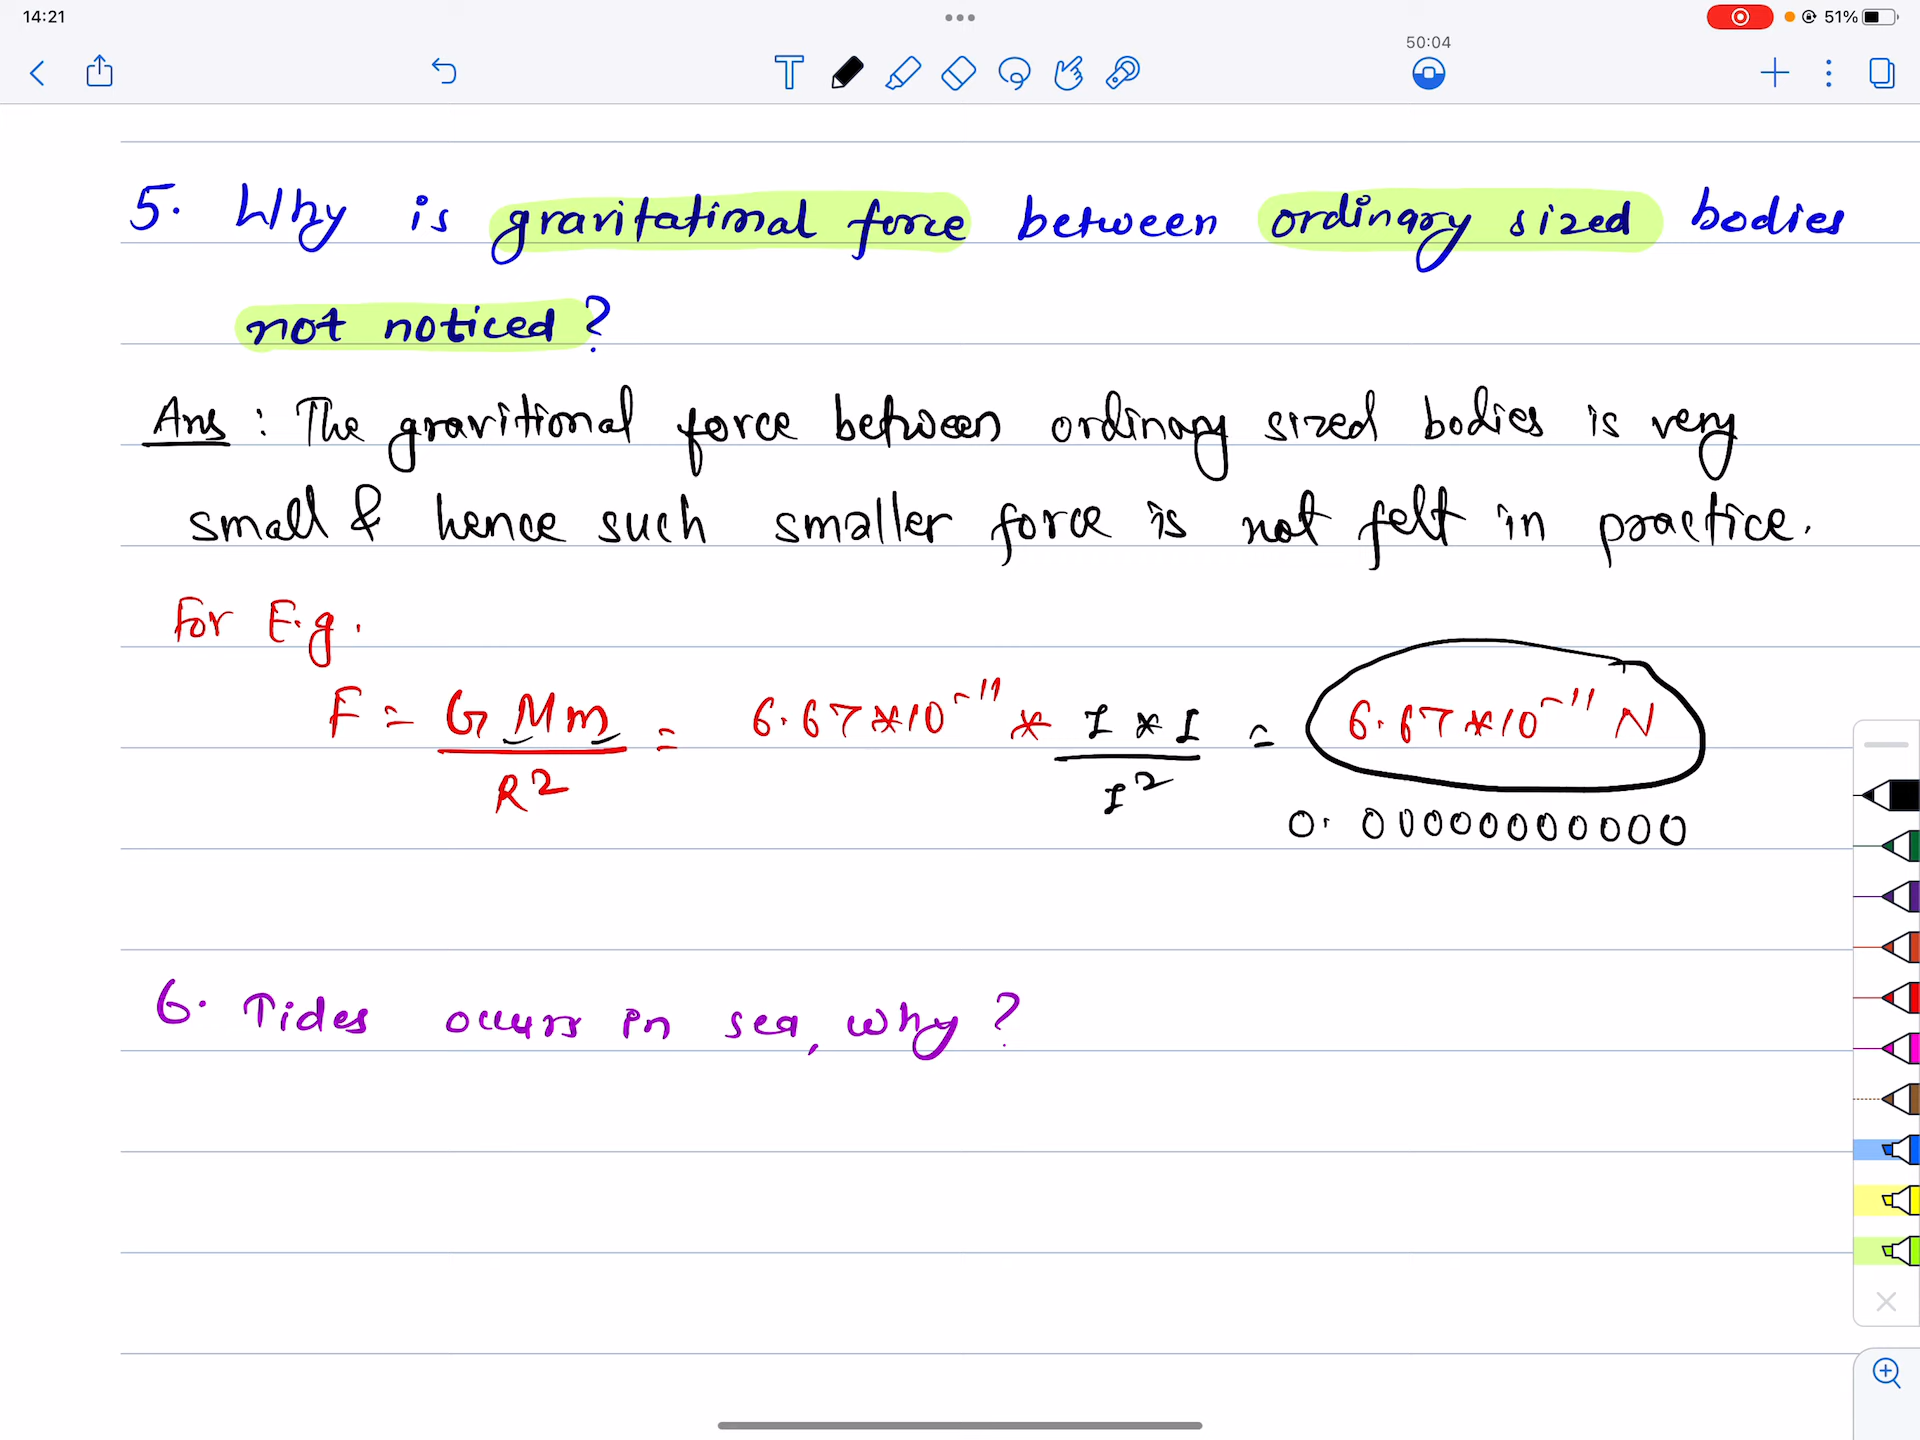 14:21
51%
50:04
5. Why is gravitational force between ordinary sized bodies
not noticed?
Ans : The gravitional force between ordinary sized bodies is very
small & hence such smaller force is not felt in practice.
For E.g.
F = G Mm / R² = 6.67*10⁻¹¹ * 1 * 1 / 1² = 6.67*10⁻¹¹ N
0.00000000000
6. Tides occurs in sea, why?